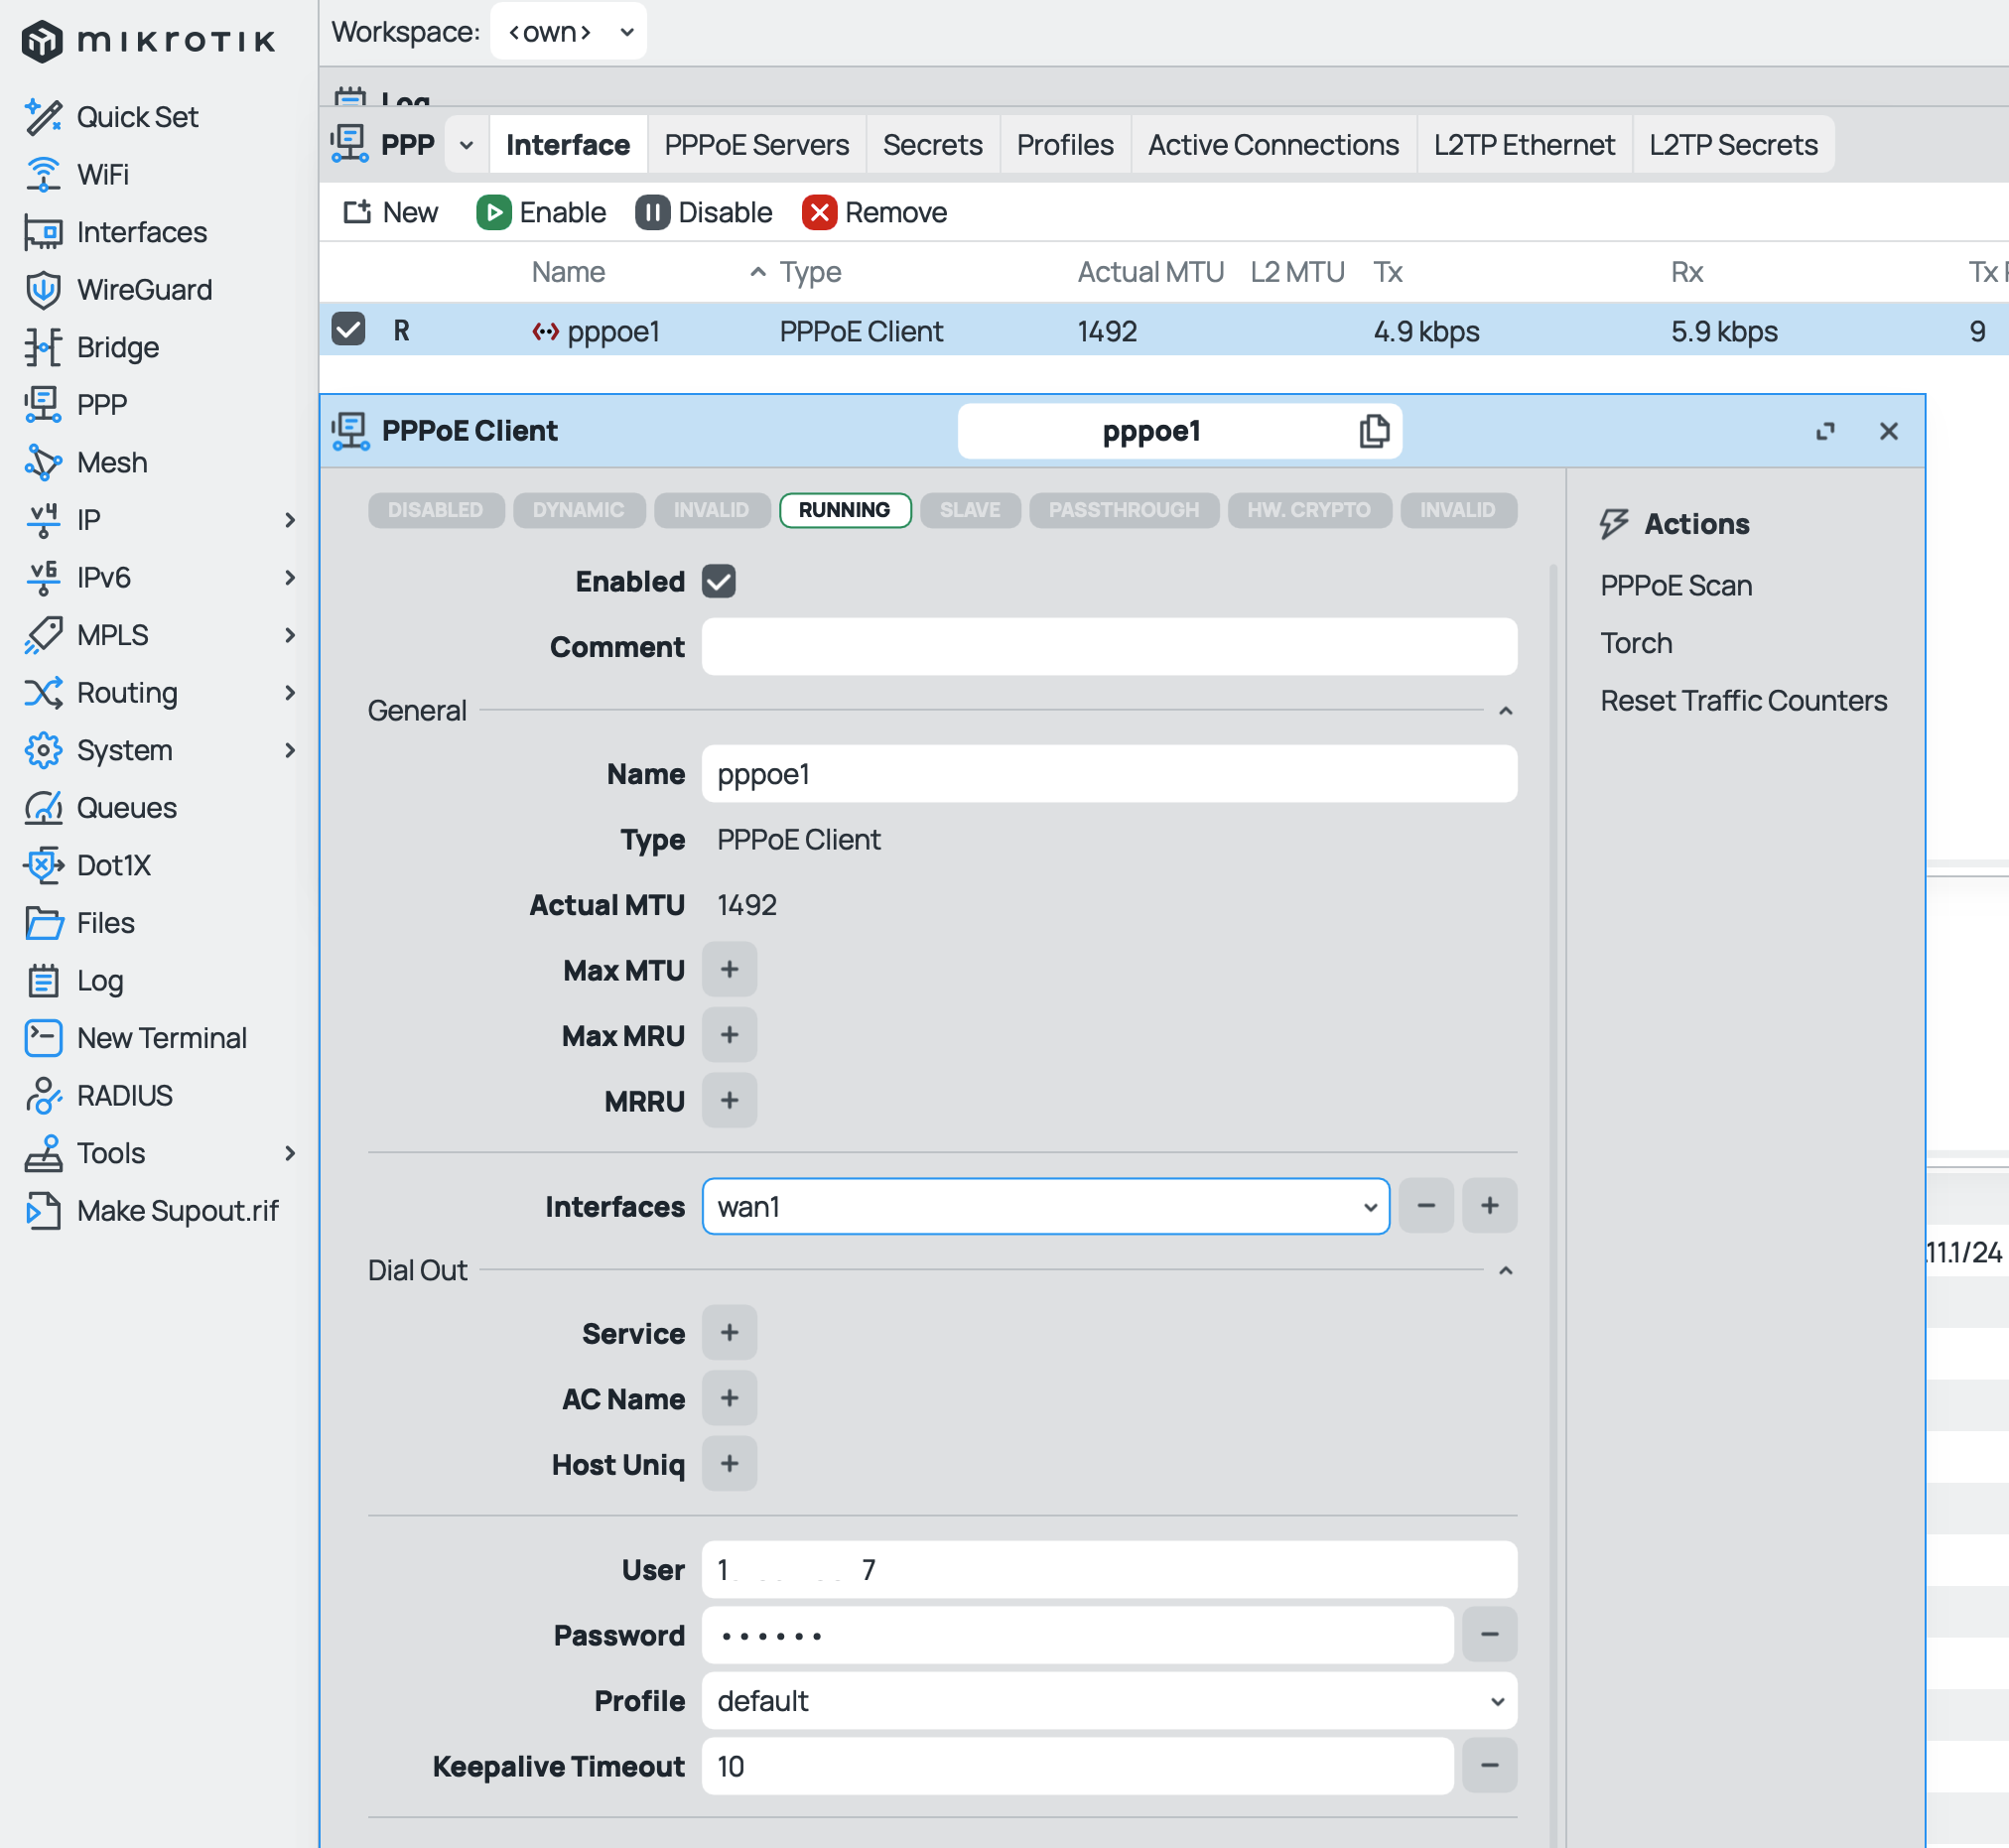 mikrotik
Workspace: <own>
Quick Set
WiFi
Interfaces
WireGuard
Bridge
PPP
Mesh
IP
IPv6
MPLS
Routing
System
Queues
Dot1X
Files
Log
New Terminal
RADIUS
Tools
Make Supout.rif
Log
PPP Interface PPPoE Servers Secrets Profiles Active Connections L2TP Ethernet L2TP Secrets
New Enable Disable Remove
Name Type Actual MTU L2 MTU Tx Rx Tx
R pppoe1 PPPoE Client 1492 4.9 kbps 5.9 kbps 9
PPPoE Client pppoe1
DISABLED DYNAMIC INVALID RUNNING SLAVE PASSTHROUGH HW. CRYPTO INVALID
Enabled
Comment
General
Name pppoe1
Type PPPoE Client
Actual MTU 1492
Max MTU +
Max MRU +
MRRU +
Interfaces wan1 - +
Dial Out
Service +
AC Name +
Host Uniq +
User 1 7
Password ••••••
Profile default
Keepalive Timeout 10
Actions
PPPoE Scan
Torch
Reset Traffic Counters
11.1/24